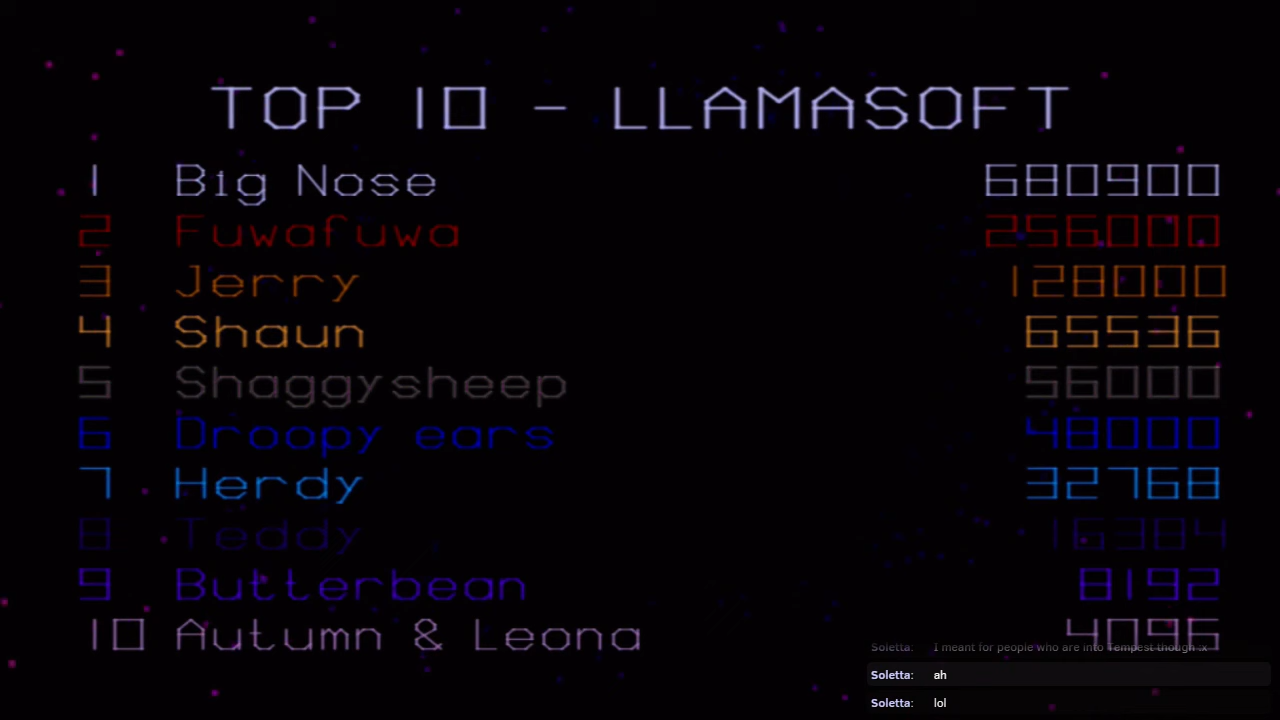 TOP 10 - LLAMASOFT
1 Big Nose 680900
2 Fuwafuwa 256000
3 Jerry 128000
4 Shaun 65536
5 Shaggysheep 56000
6 Droopy ears 48000
7 Herdy 32768
8 Teddy 16384
9 Butterbean 8192
10 Autumn & Leona 4096
Soletta: I meant for people who are into Tempest though :x
Soletta: ah
Soletta: lol